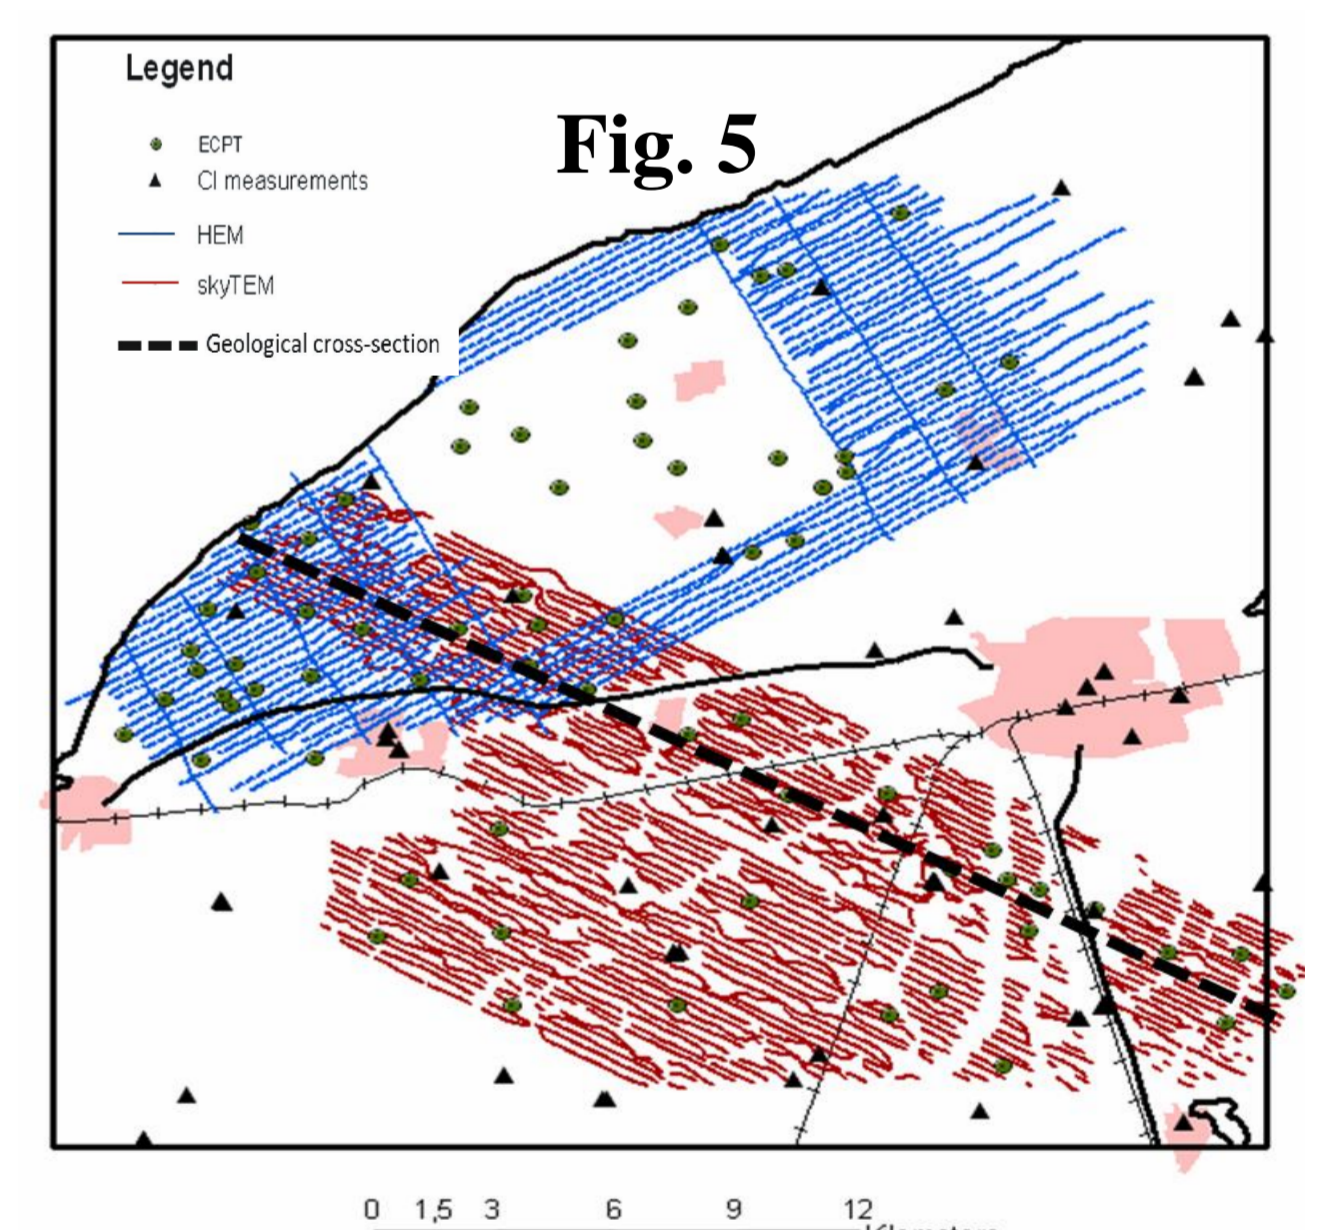 Legend
Fig. 5
ECPT
Cl measurements
HEM
skyTEM
Geological cross-section
0 1,5 3 6 9 12